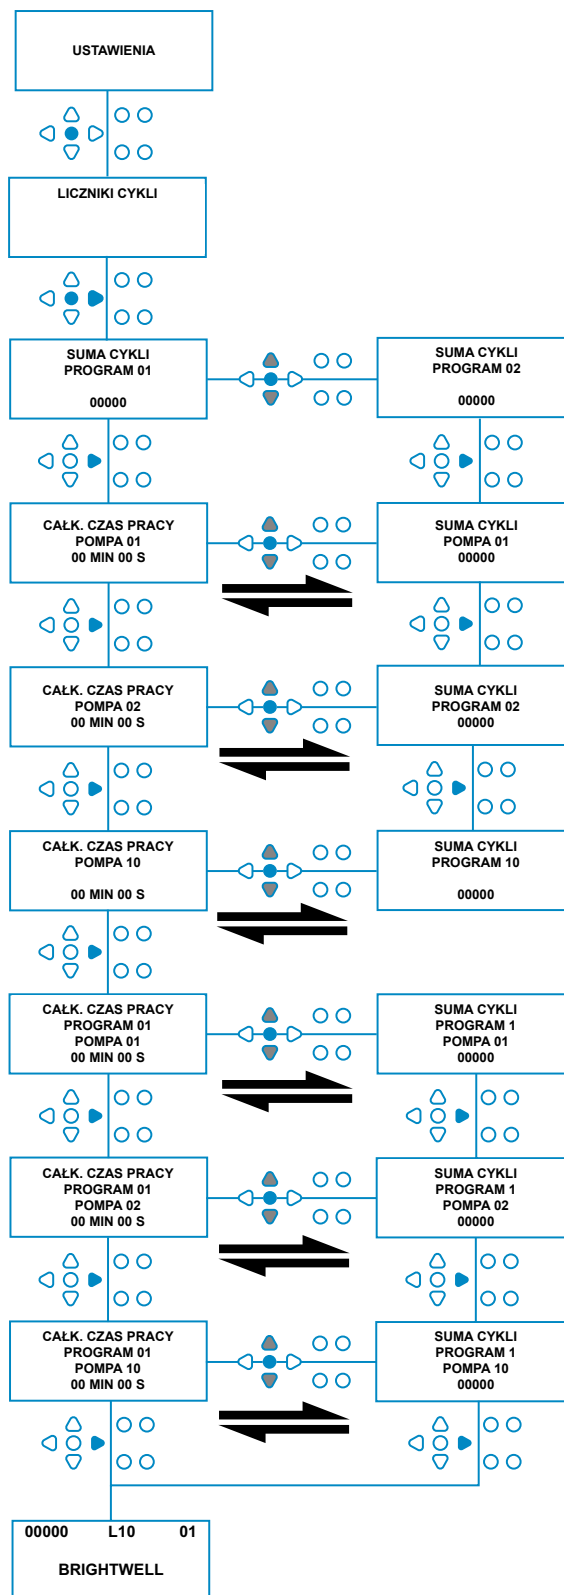 USTAWIENIA
LICZNIKI CYKLI
SUMA CYKLI
PROGRAM 01
00000
SUMA CYKLI
PROGRAM 02
00000
CAŁK. CZAS PRACY
POMPA 01
00 MIN 00 S
SUMA CYKLI
POMPA 01
00000
CAŁK. CZAS PRACY
POMPA 02
00 MIN 00 S
SUMA CYKLI
PROGRAM 02
00000
CAŁK. CZAS PRACY
POMPA 10
00 MIN 00 S
SUMA CYKLI
PROGRAM 10
00000
CAŁK. CZAS PRACY
PROGRAM 01
POMPA 01
00 MIN 00 S
SUMA CYKLI
PROGRAM 1
POMPA 01
00000
CAŁK. CZAS PRACY
PROGRAM 01
POMPA 02
00 MIN 00 S
SUMA CYKLI
PROGRAM 1
POMPA 02
00000
CAŁK. CZAS PRACY
PROGRAM 01
POMPA 10
00 MIN 00 S
SUMA CYKLI
PROGRAM 1
POMPA 10
00000
00000 L10 01
BRIGHTWELL